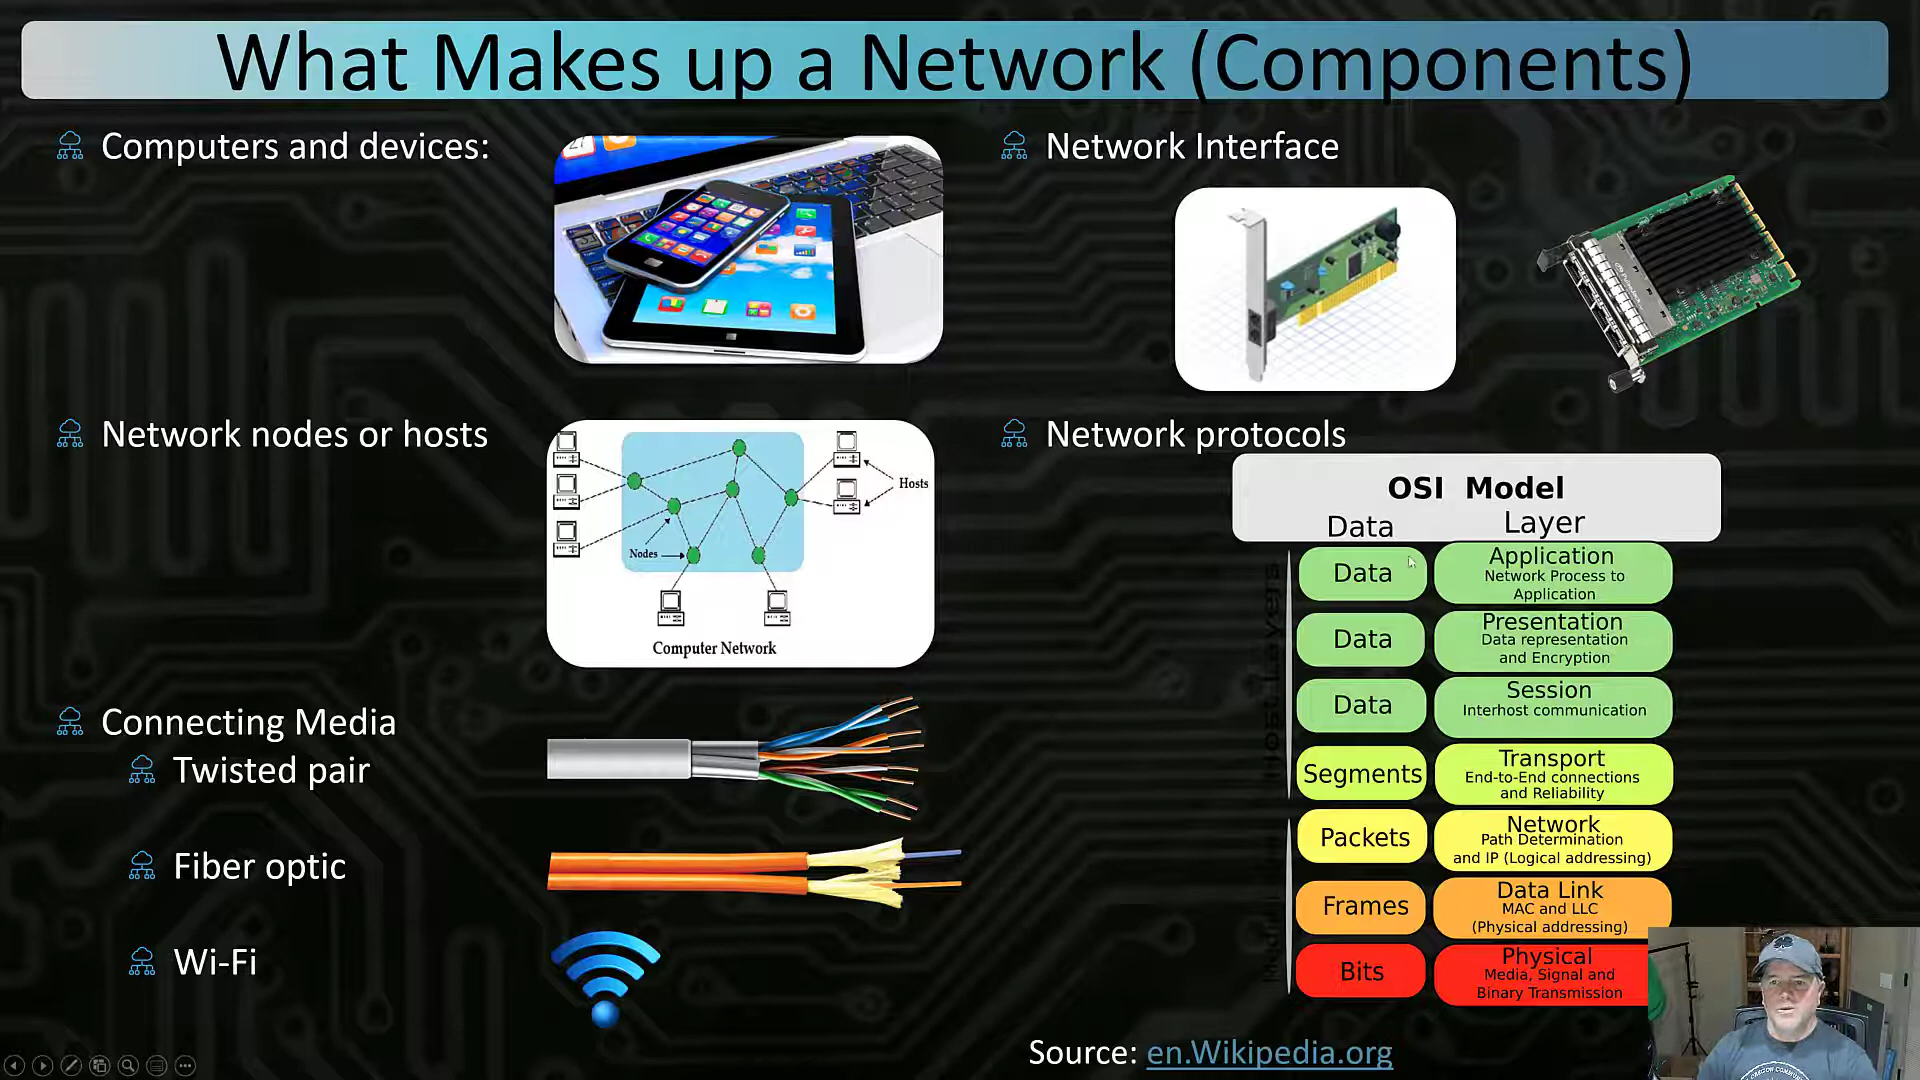 What Makes up a Network (Components)
Computers and devices:
Network nodes or hosts
Hosts
Nodes
Computer Network
Connecting Media
Twisted pair
Fiber optic
Wi-Fi
Network Interface
Network protocols
OSI Model
Data Layer
Data Application
Network Process to
Application
Data Presentation
Data representation
and Encryption
Data Session
Interhost communication
Segments Transport
End-to-End connections
and Reliability
Packets Network
Path Determination
and IP (Logical addressing)
Frames Data Link
MAC and LLC
(Physical addressing)
Bits Physical
Media, Signal and
Binary Transmission
Host Layers
Source: en.Wikipedia.org